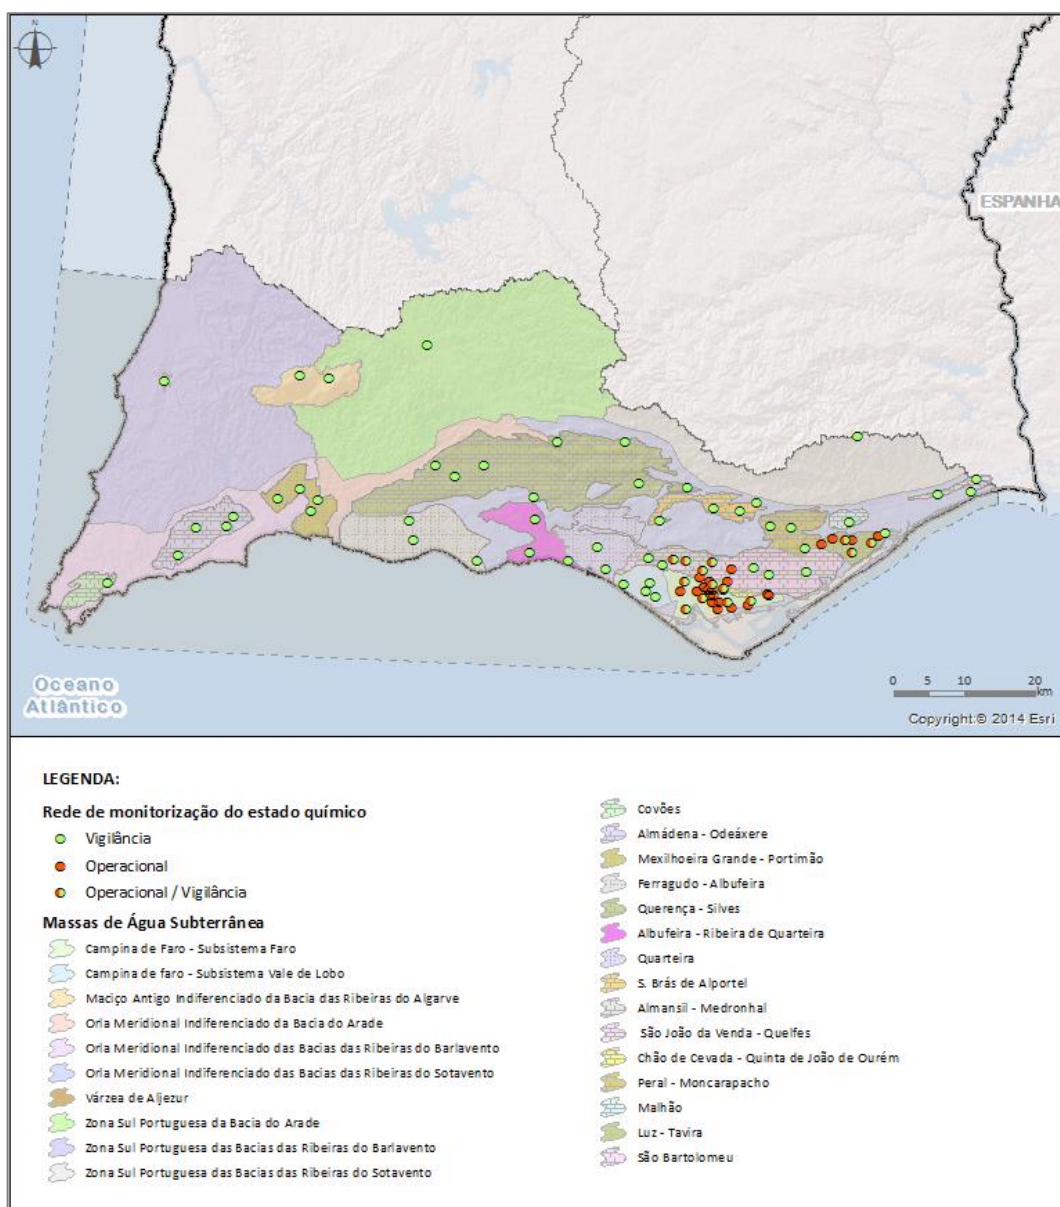 N
ESPANHA
Oceano
Atlântico
0 5 10 20
km
Copyright:© 2014 Esri
LEGENDA:
Rede de monitorização do estado químico
Vigilância
Operacional
Operacional / Vigilância
Massas de Água Subterrânea
Campina de Faro - Subsistema Faro
Campina de faro - Subsistema Vale de Lobo
Maciço Antigo Indiferenciado da Bacia das Ribeiras do Algarve
Orla Meridional Indiferenciado da Bacia do Arade
Orla Meridional Indiferenciado das Bacias das Ribeiras do Barlavento
Orla Meridional Indiferenciado das Bacias das Ribeiras do Sotavento
Várzea de Aljezur
Zona Sul Portuguesa da Bacia do Arade
Zona Sul Portuguesa das Bacias das Ribeiras do Barlavento
Zona Sul Portuguesa das Bacias das Ribeiras do Sotavento
Covões
Almádena - Odeáxere
Mexilhoeira Grande - Portimão
Ferragudo - Albufeira
Querença - Silves
Albufeira - Ribeira de Quarteira
Quarteira
S. Brás de Alportel
Almansil - Medronhal
São João da Venda - Quelfes
Chão de Cevada - Quinta de João de Ourém
Peral - Moncarapacho
Malhão
Luz - Tavira
São Bartolomeu